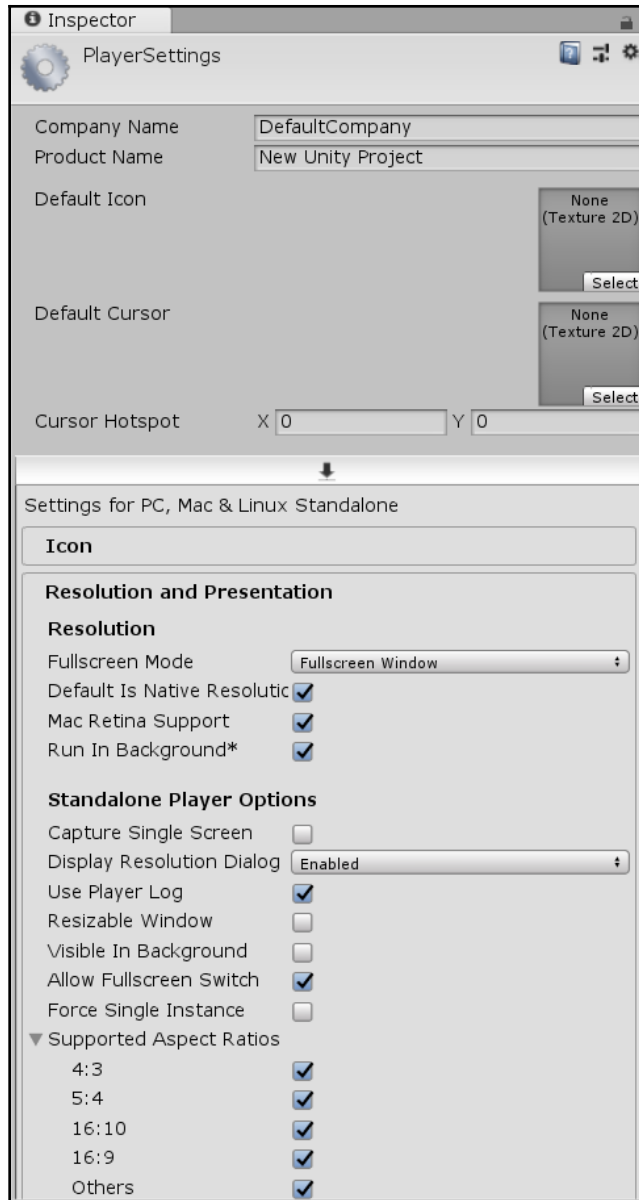 Inspector
PlayerSettings
Company Name DefaultCompany
Product Name New Unity Project
Default Icon None
(Texture 2D)
Select
Default Cursor None
(Texture 2D)
Select
Cursor Hotspot X 0 Y 0
Settings for PC, Mac & Linux Standalone
Icon
Resolution and Presentation
Resolution
Fullscreen Mode Fullscreen Window
Default Is Native Resolutic
Mac Retina Support
Run In Background*
Standalone Player Options
Capture Single Screen
Display Resolution Dialog Enabled
Use Player Log
Resizable Window
Visible In Background
Allow Fullscreen Switch
Force Single Instance
Supported Aspect Ratios
4:3
5:4
16:10
16:9
Others